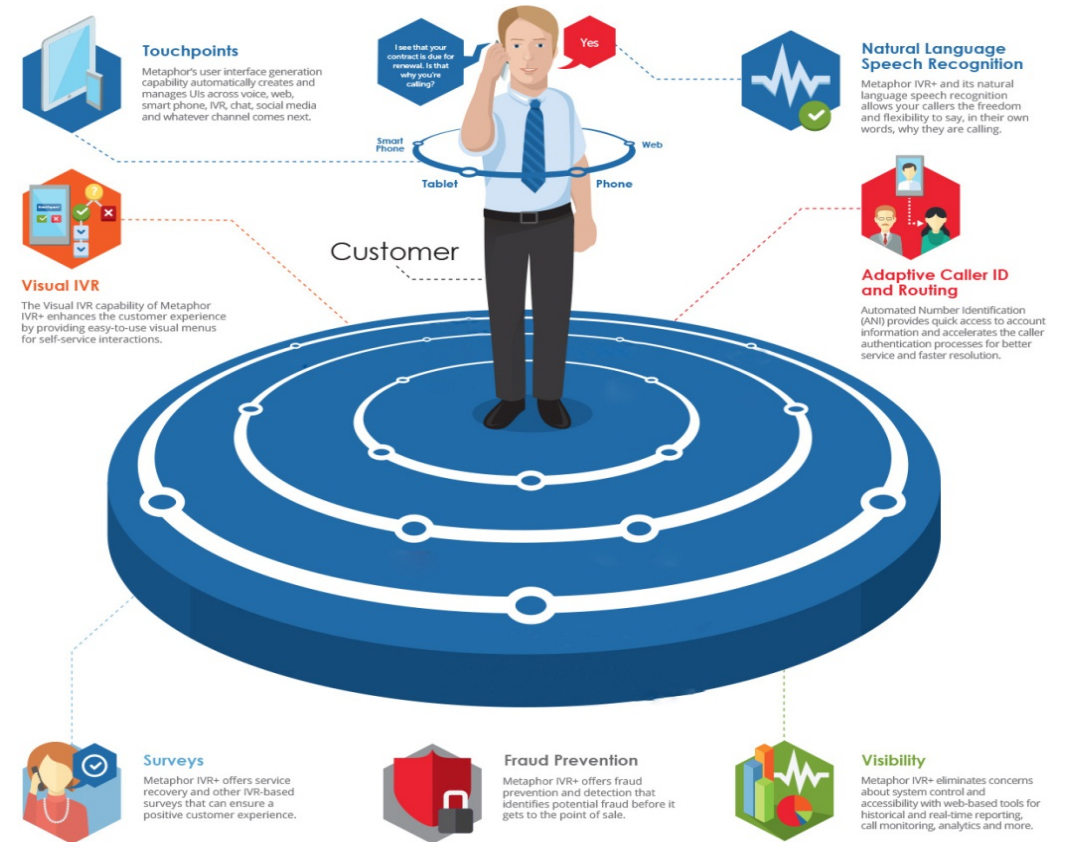 Touchpoints
Metaphor's user interface generation
capability automatically creates and
manages UIs across voice, web,
smart phone, IVR, chat, social media
and whatever channel comes next.
I see that your
contract is due for
renewal. Is that
why you're
calling?
Yes
Natural Language
Speech Recognition
Metaphor IVR+ and its natural
language speech recognition
allows your callers the freedom
and flexibility to say, in their own
words, why they are calling.
Smart
Phone
Web
Tablet
Phone
Customer
Visual IVR
The Visual IVR capability of Metaphor
IVR+ enhances the customer experience
by providing easy-to-use visual menus
for self-service interactions.
Adaptive Caller ID
and Routing
Automated Number Identification
(ANI) provides quick access to account
information and accelerates the caller
authentication processes for better
service and faster resolution.
Surveys
Metaphor IVR+ offers service
recovery and other IVR-based
surveys that can ensure a
positive customer experience.
Fraud Prevention
Metaphor IVR+ offers fraud
prevention and detection that
identifies potential fraud before it
gets to the point of sale.
Visibility
Metaphor IVR+ eliminates concerns
about system control and
accessibility with web-based tools for
historical and real-time reporting,
call monitoring, analytics and more.